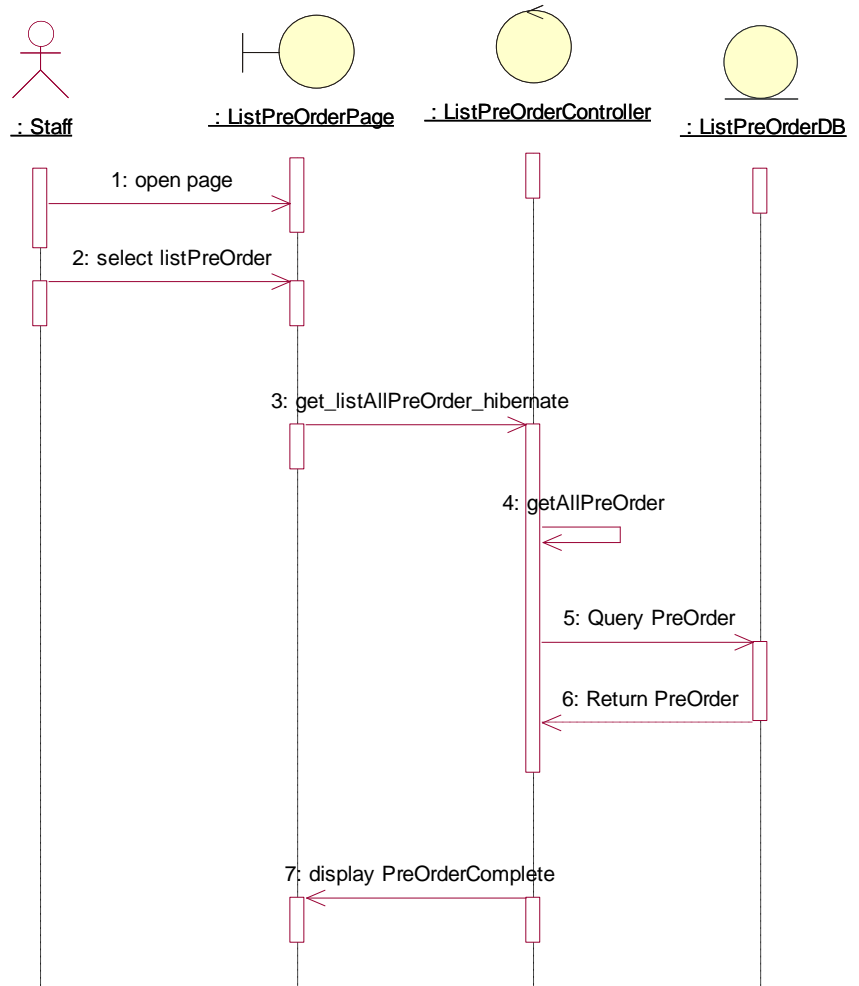 : Staff
: ListPreOrderPage
: ListPreOrderController
: ListPreOrderDB
1: open page
2: select listPreOrder
3: get_listAllPreOrder_hibernate
4: getAllPreOrder
5: Query PreOrder
6: Return PreOrder
7: display PreOrderComplete